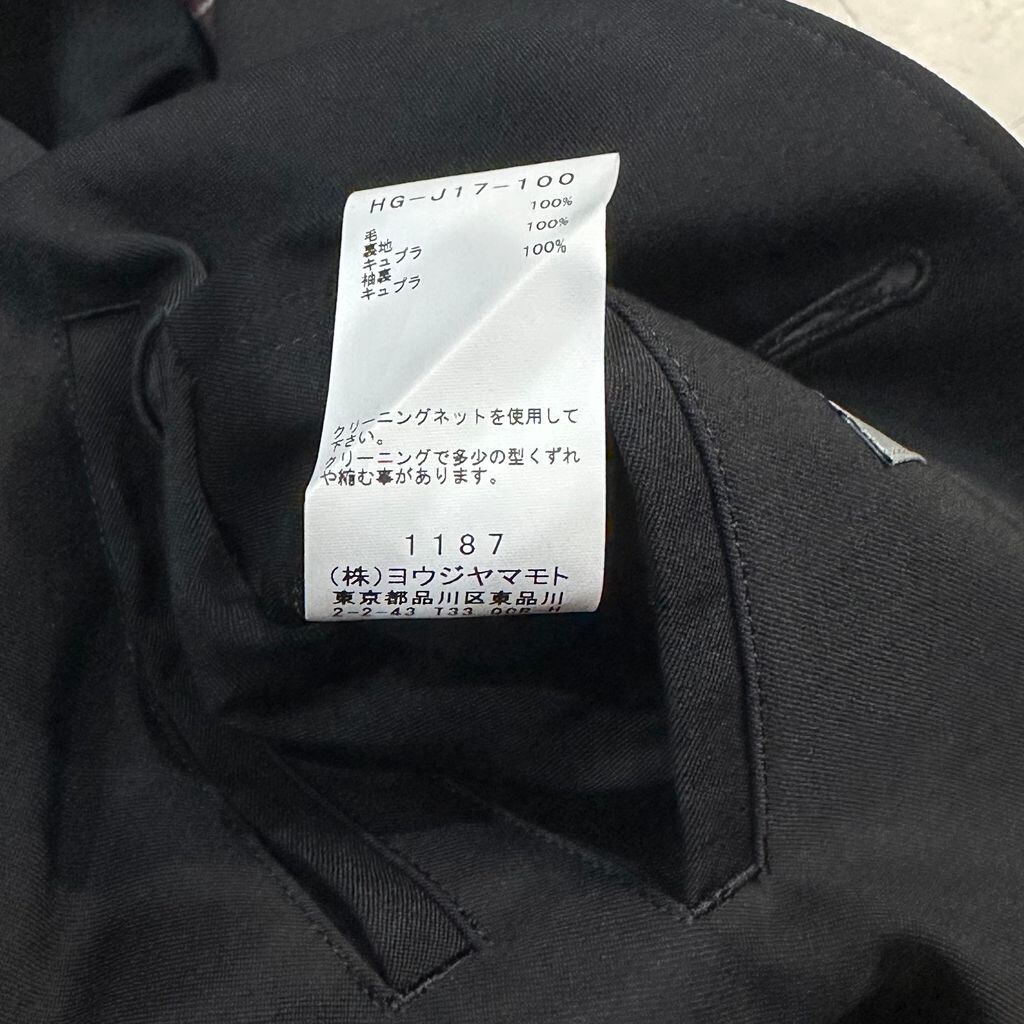 HG-J17-100
毛 100%
裏地
キュプラ 100%
袖裏
キュプラ 100%
クリーニングネットを使用して
下さい。
クリーニングで多少の型くずれ
や縮む事があります。
1187
(株)ヨウジヤマモト
東京都品川区東品川
2-2-43 T33